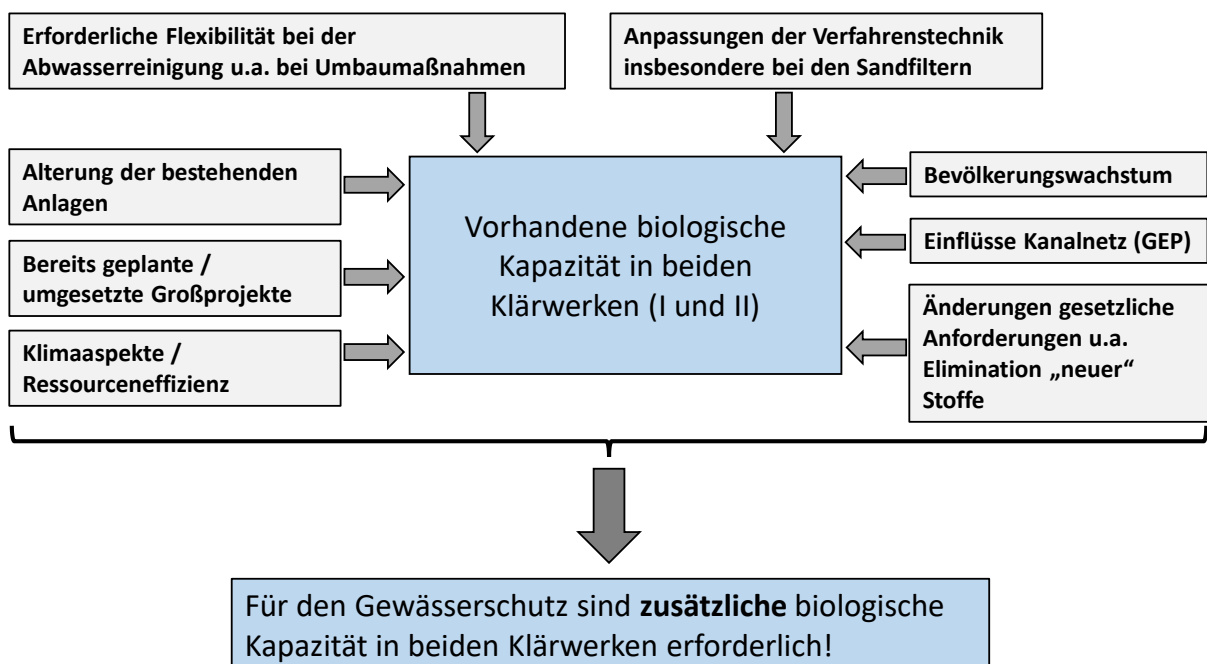 Erforderliche Flexibilität bei der
Abwasserreinigung u.a. bei Umbaumaßnahmen
Anpassungen der Verfahrenstechnik
insbesondere bei den Sandfiltern
Alterung der bestehenden
Anlagen
Bereits geplante /
umgesetzte Großprojekte
Klimaaspekte /
Ressourceneffizienz
Vorhandene biologische
Kapazität in beiden
Klärwerken (I und II)
Bevölkerungswachstum
Einflüsse Kanalnetz (GEP)
Änderungen gesetzliche
Anforderungen u.a.
Elimination „neuer“
Stoffe
Für den Gewässerschutz sind zusätzliche biologische
Kapazität in beiden Klärwerken erforderlich!